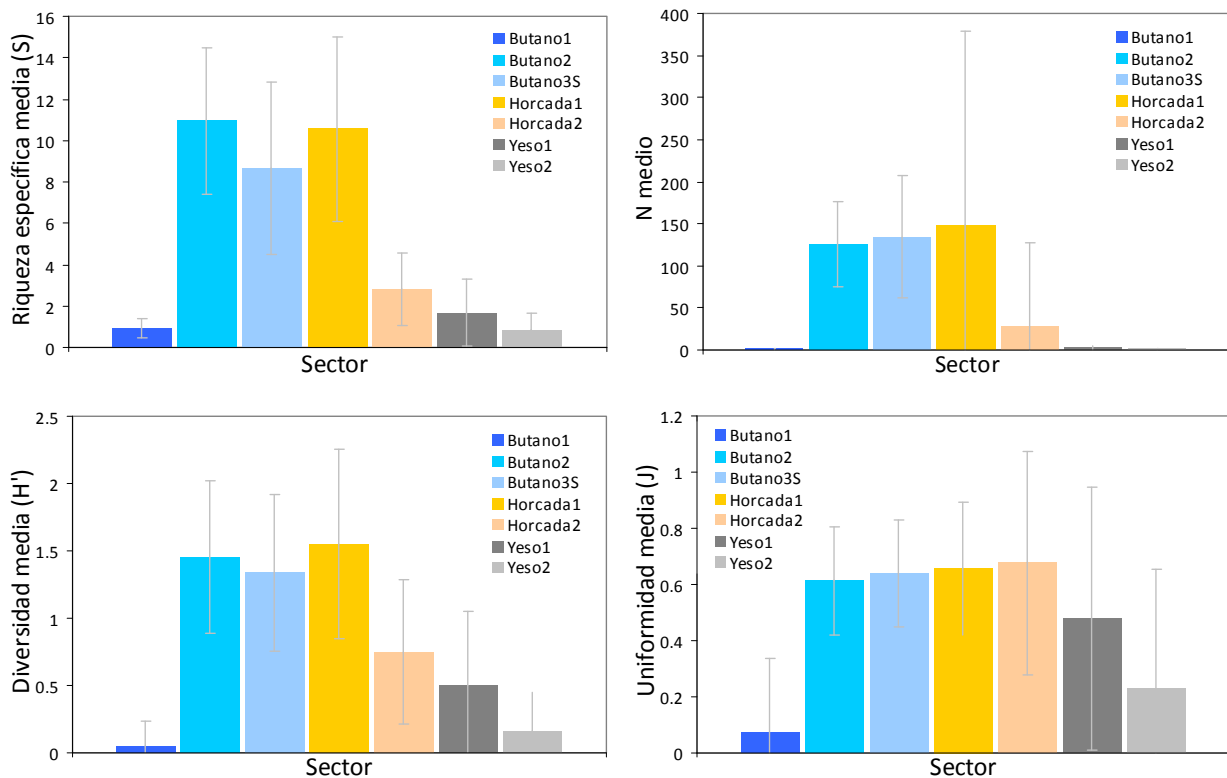 Riqueza específica media (S)
16
14
12
10
8
6
4
2
0
Butano1
Butano2
Butano3S
Horcada1
Horcada2
Yeso1
Yeso2
Sector
N medio
400
350
300
250
200
150
100
50
0
Butano1
Butano2
Butano3S
Horcada1
Horcada2
Yeso1
Yeso2
Sector
Diversidad media (H')
2.5
2
1.5
1
0.5
0
Butano1
Butano2
Butano3S
Horcada1
Horcada2
Yeso1
Yeso2
Sector
Uniformidad media (J)
1.2
1
0.8
0.6
0.4
0.2
0
Butano1
Butano2
Butano3S
Horcada1
Horcada2
Yeso1
Yeso2
Sector